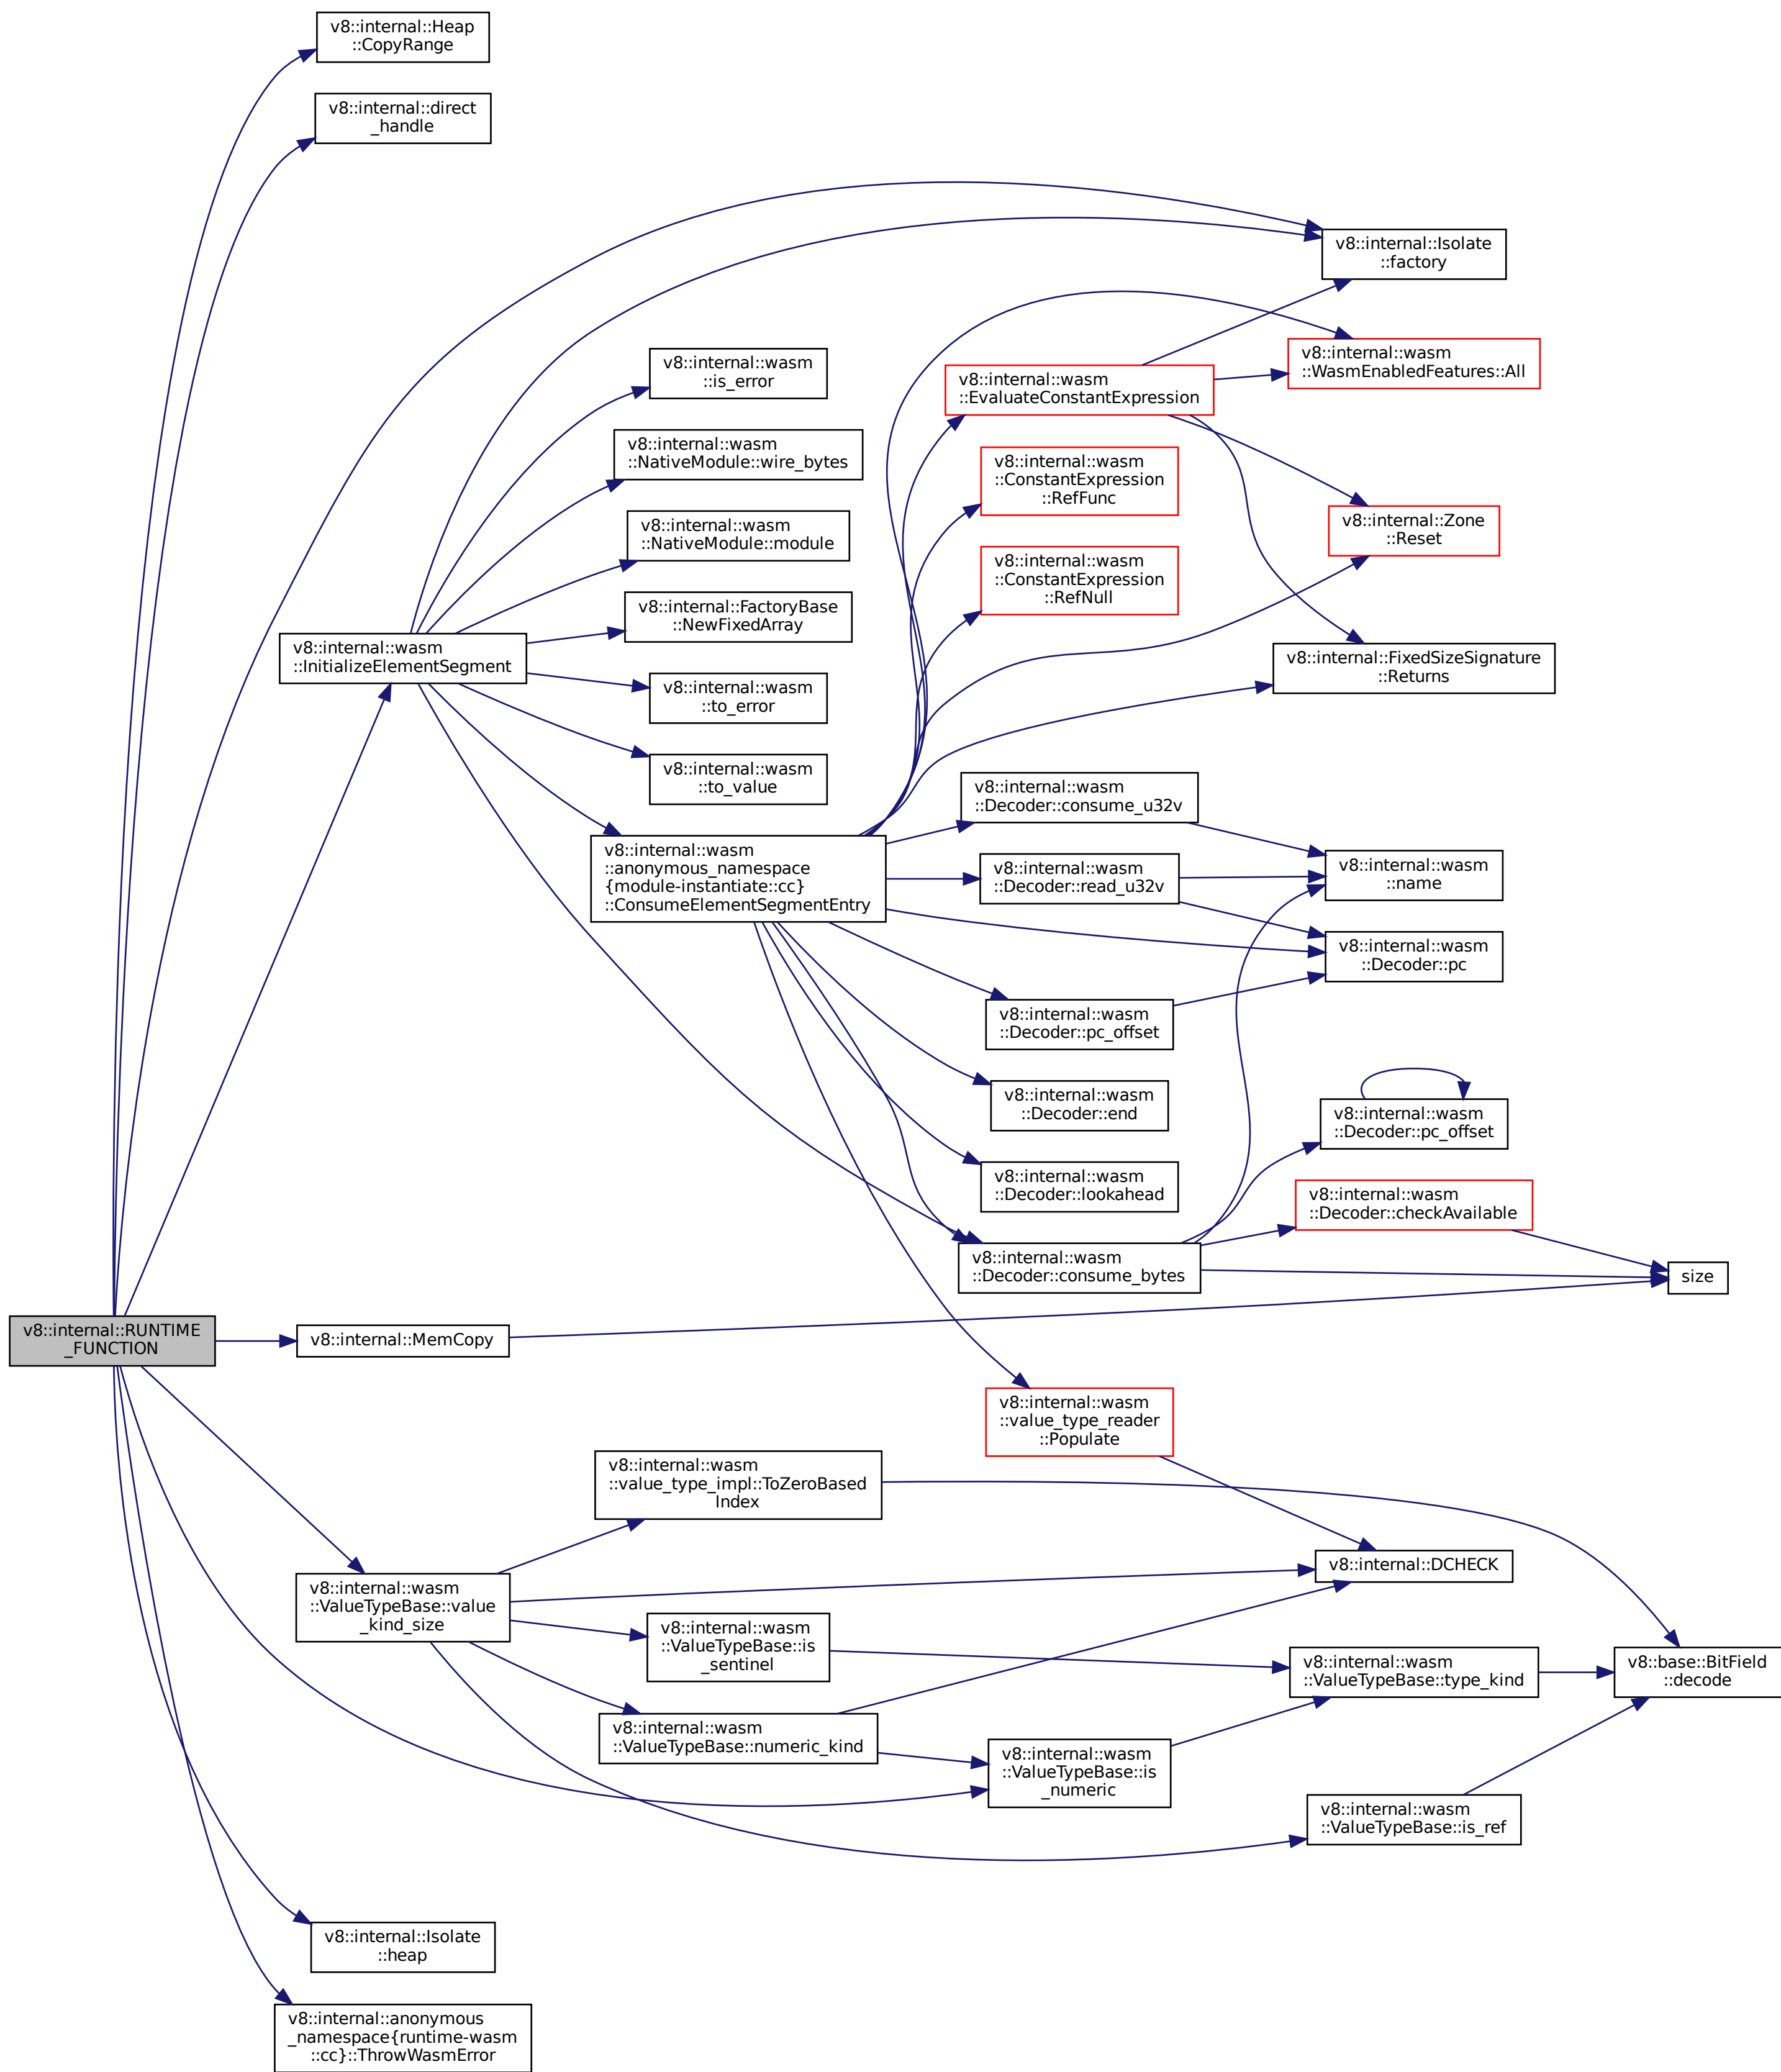 v8::internal::Heap
::CopyRange
v8::internal::direct
_handle
v8::internal::Isolate
::factory
v8::internal::wasm
::is_error
v8::internal::wasm
::WasmEnabledFeatures::All
v8::internal::wasm
::EvaluateConstantExpression
v8::internal::wasm
::NativeModule::wire_bytes
v8::internal::wasm
::ConstantExpression
::RefFunc
v8::internal::wasm
::NativeModule::module
v8::internal::Zone
::Reset
v8::internal::wasm
::ConstantExpression
::RefNull
v8::internal::FactoryBase
::NewFixedArray
v8::internal::wasm
::InitializeElementSegment
v8::internal::FixedSizeSignature
::Returns
v8::internal::wasm
::to_error
v8::internal::wasm
::to_value
v8::internal::wasm
::Decoder::consume_u32v
v8::internal::wasm
::anonymous_namespace
{module-instantiate::cc}
::ConsumeElementSegmentEntry
v8::internal::wasm
::Decoder::read_u32v
v8::internal::wasm
::name
v8::internal::wasm
::Decoder::pc
v8::internal::wasm
::Decoder::pc_offset
v8::internal::wasm
::Decoder::end
v8::internal::wasm
::Decoder::pc_offset
v8::internal::wasm
::Decoder::lookahead
v8::internal::wasm
::Decoder::checkAvailable
v8::internal::wasm
::Decoder::consume_bytes
size
v8::internal::RUNTIME
_FUNCTION
v8::internal::MemCopy
v8::internal::wasm
::value_type_reader
::Populate
v8::internal::wasm
::value_type_impl::ToZeroBased
Index
v8::internal::DCHECK
v8::internal::wasm
::ValueTypeBase::value
_kind_size
v8::internal::wasm
::ValueTypeBase::is
_sentinel
v8::internal::wasm
::ValueTypeBase::type_kind
v8::base::BitField
::decode
v8::internal::wasm
::ValueTypeBase::numeric_kind
v8::internal::wasm
::ValueTypeBase::is
_numeric
v8::internal::wasm
::ValueTypeBase::is_ref
v8::internal::Isolate
::heap
v8::internal::anonymous
_namespace{runtime-wasm
::cc}::ThrowWasmError